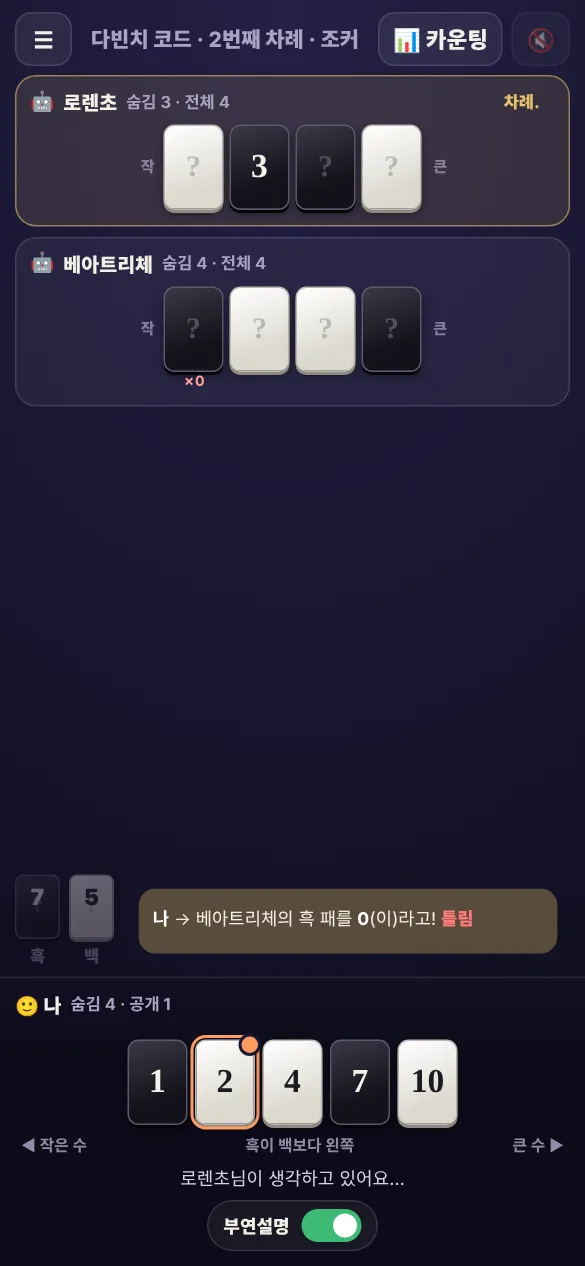 ☰ 다빈치 코드 · 2번째 차례 · 조커 📊 카운팅 🔇
🤖 로렌초 숨김 3 · 전체 4 차례.
작 ? 3 ? ? 큰
🤖 베아트리체 숨김 4 · 전체 4
작 ? ? ? ? 큰
×0
7 5
흑 백
나 → 베아트리체의 흑 패를 0(이)라고! 틀림
🙂 나 숨김 4 · 공개 1
1 2 4 7 10
◀ 작은 수 흑이 백보다 왼쪽 큰 수 ▶
로렌초님이 생각하고 있어요...
부연설명